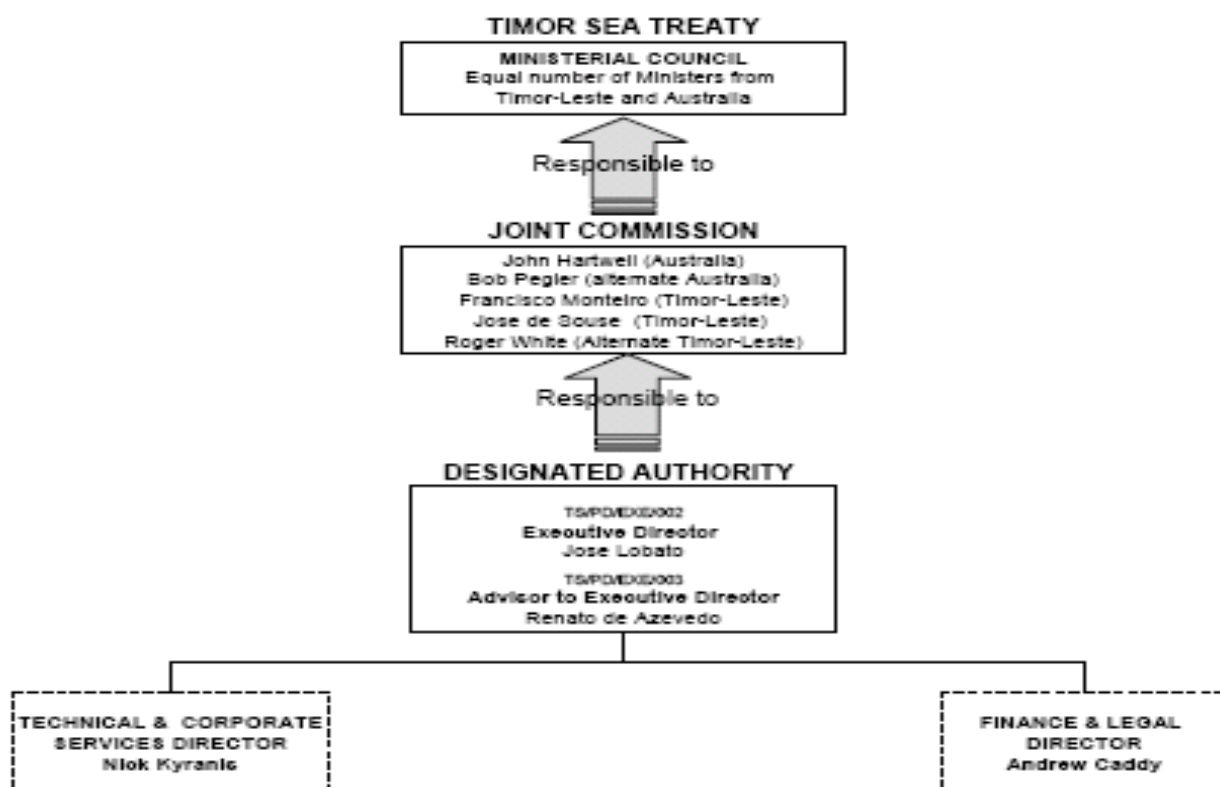 TIMOR SEA TREATY
MINISTERIAL COUNCIL
Equal number of Ministers from
Timor-Leste and Australia
Responsible to
JOINT COMMISSION
John Hartwell (Australia)
Bob Pegler (alternate Australia)
Francisco Monteiro (Timor-Leste)
Jose de Souse (Timor-Leste)
Roger White (Alternate Timor-Leste)
Responsible to
DESIGNATED AUTHORITY
TS/PD/EXE/002
Executive Director
Jose Lobato
TS/PD/EXE/003
Advisor to Executive Director
Renato de Azevedo
TECHNICAL & CORPORATE
SERVICES DIRECTOR
Nick Kyranis
FINANCE & LEGAL
DIRECTOR
Andrew Caddy